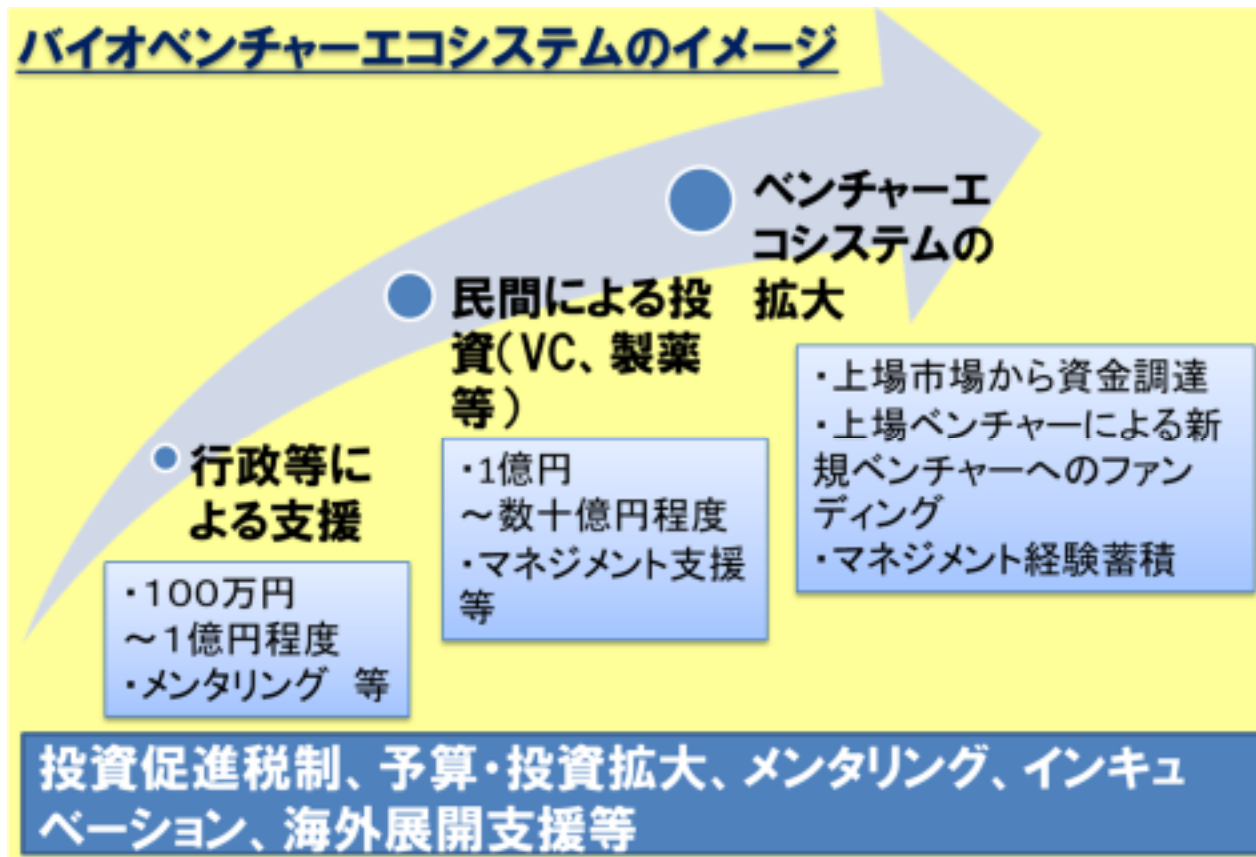 バイオベンチャーエコシステムのイメージ
ベンチャーエ
コシステムの
拡大
民間による投
資(VC、製薬
等)
行政等に
よる支援
・上場市場から資金調達
・上場ベンチャーによる新
規ベンチャーへのファン
ディング
・マネジメント経験蓄積
・1億円
～数十億円程度
・マネジメント支援
等
・１００万円
～１億円程度
・メンタリング　等
投資促進税制、予算・投資拡大、メンタリング、インキュ
ベーション、海外展開支援等